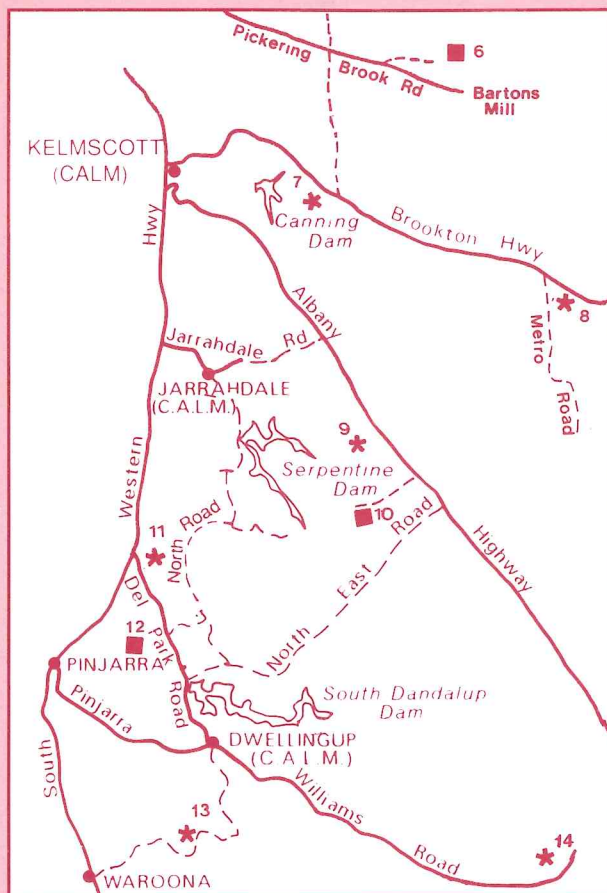 Pickering
Brook Rd
6
Bartons
Mill
KELMSCOTT
(CALM)
7
Canning
Dam
Brookton Hwy
Hwy
8
Metro
Road
Albany
Jarrahdale Rd
JARRAHDALE
(C.A.L.M.)
9
Serpentine
Dam
Western
10
Highway
11
North Road
North East Road
Del Park Road
12
PINJARRA
South Dandalup
Dam
Pinjarra
DWELLINGUP
(C.A.L.M.)
South
Williams Road
13
14
WAROONA